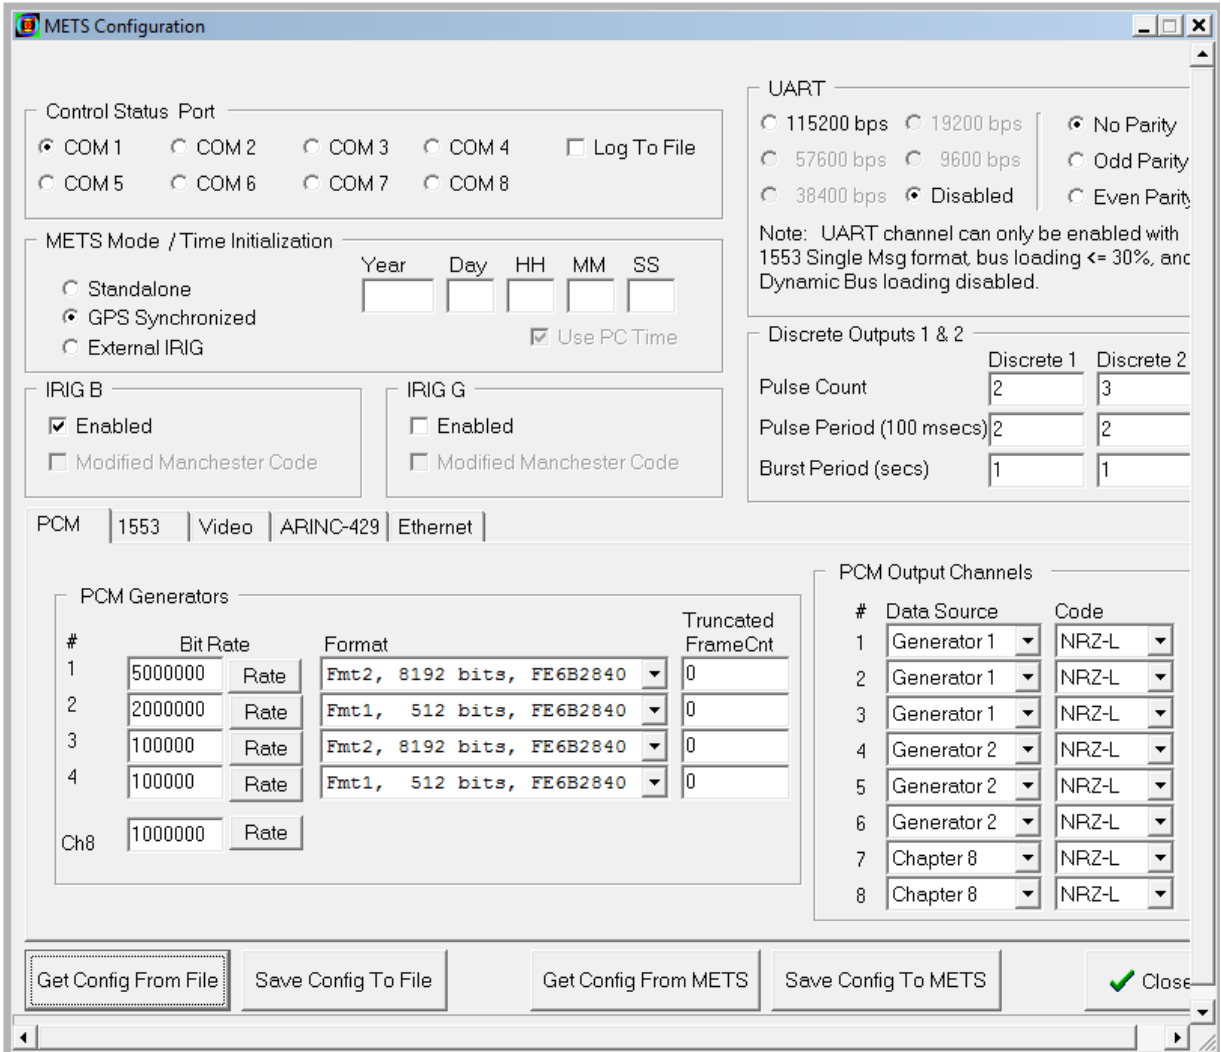 METS Configuration
Control Status Port
COM 1 COM 2 COM 3 COM 4 Log To File
COM 5 COM 6 COM 7 COM 8
METS Mode / Time Initialization
Year Day HH MM SS
Standalone
GPS Synchronized
External IRIG
Use PC Time
IRIG B
Enabled
Modified Manchester Code
IRIG G
Enabled
Modified Manchester Code
UART
115200 bps 19200 bps No Parity
57600 bps 9600 bps Odd Parity
38400 bps Disabled Even Parity
Note: UART channel can only be enabled with
1553 Single Msg format, bus loading <= 30%, and
Dynamic Bus loading disabled.
Discrete Outputs 1 & 2
Discrete 1 Discrete 2
Pulse Count 2 3
Pulse Period (100 msecs) 2 2
Burst Period (secs) 1 1
PCM 1553 Video ARINC-429 Ethernet
PCM Generators
# Bit Rate Format Truncated FrameCnt
1 5000000 Rate Fmt2, 8192 bits, FE6B2840 0
2 2000000 Rate Fmt1, 512 bits, FE6B2840 0
3 100000 Rate Fmt2, 8192 bits, FE6B2840 0
4 100000 Rate Fmt1, 512 bits, FE6B2840 0
Ch8 1000000 Rate
PCM Output Channels
# Data Source Code
1 Generator 1 NRZ-L
2 Generator 1 NRZ-L
3 Generator 1 NRZ-L
4 Generator 2 NRZ-L
5 Generator 2 NRZ-L
6 Generator 2 NRZ-L
7 Chapter 8 NRZ-L
8 Chapter 8 NRZ-L
Get Config From File Save Config To File Get Config From METS Save Config To METS Close